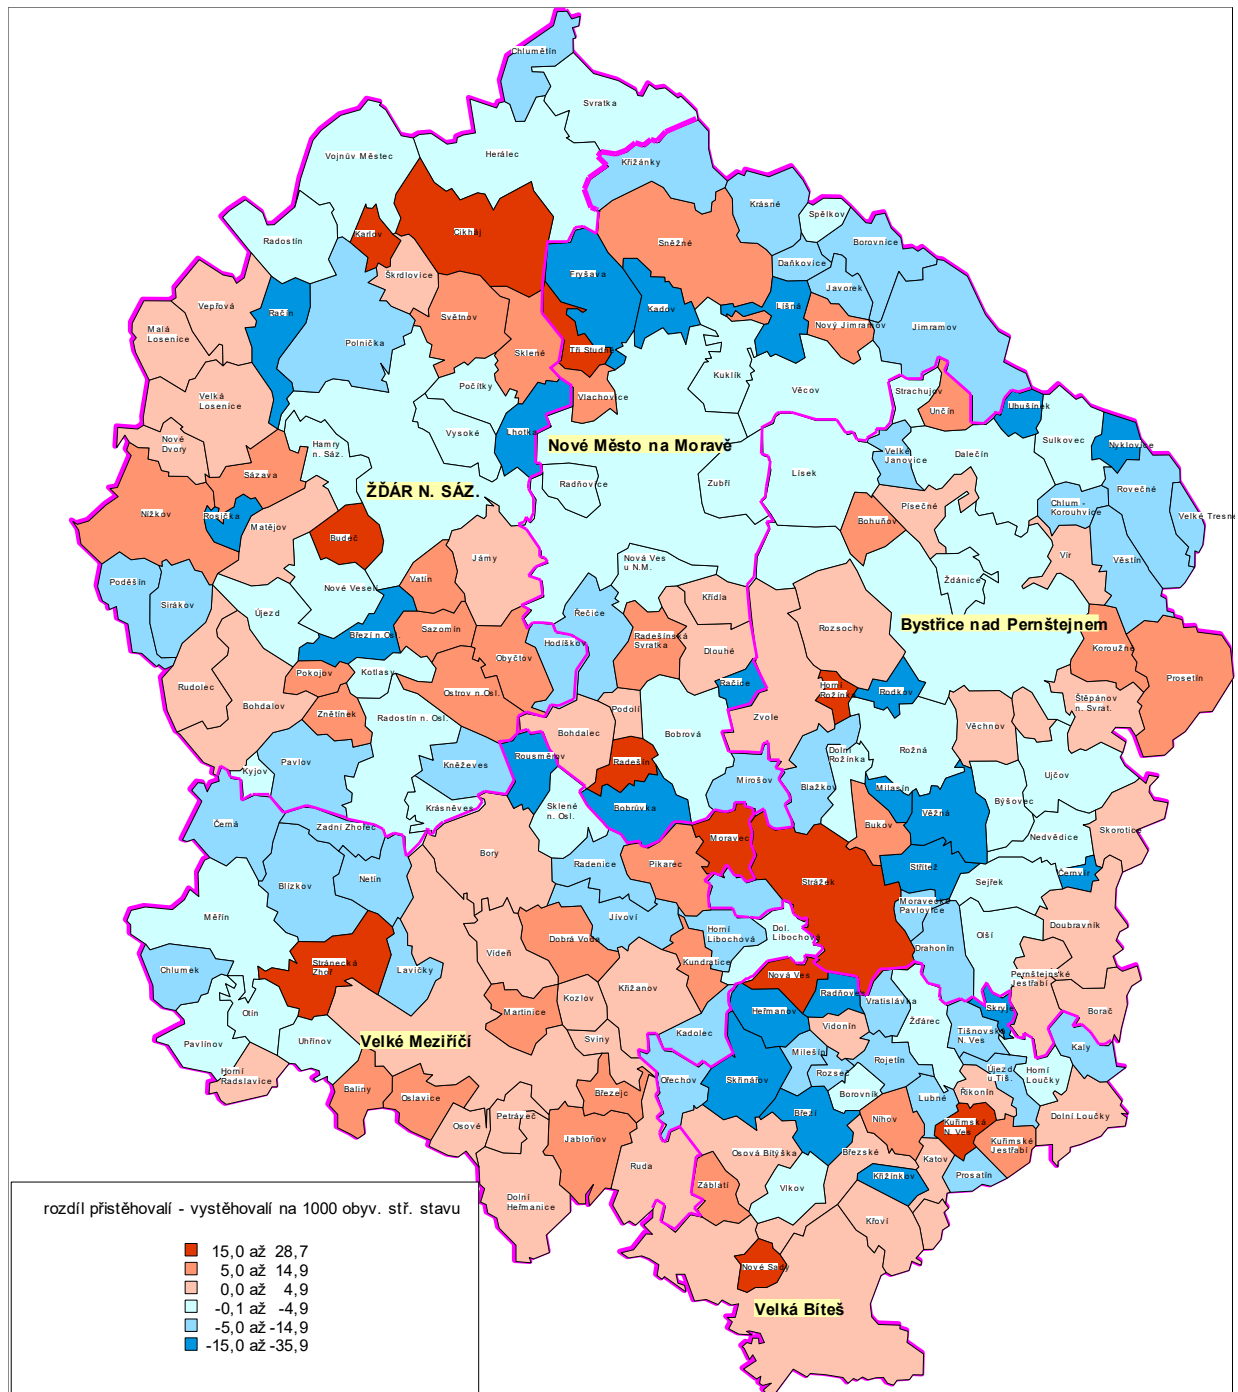 Chlumětín
Svratka
Vojnův Městec
Herálec
Křižánky
Krásné
Spělkov
Radostín
Karlov
Cikháj
Sněžné
Borovnice
Škrdlovice
Fryšava
Daňkovice
Javorek
Vepřová
Račín
Kadov
Líšná
Malá
Losenice
Polnička
Světnov
Sklené
Tři Studně
Nový Jimramov
Jimramov
Počítky
Kuklík
Věcov
Strachujov
Velká
Losenice
Vlachovice
Unčín
Ubušínek
Nové
Dvory
Hamry
n. Sáz.
Vysoké
Lhotka
Nové Město na Moravě
Lísek
Velké
Janovice
Dalečín
Sulkovec
Nyklovice
Sázava
ŽĎÁR N. SÁZ.
Radňovice
Zubří
Rovečné
Nížkov
Rosička
Matějov
Budeč
Bohuňov
Písečné
Chlum -
Korouhvice
Velké Tresné
Jámy
Nová Ves
u N.M.
Vír
Věstín
Poděšín
Sirákov
Nové Veselí
Vatín
Ždánice
Újezd
Řečice
Křídla
Březí n.Osl.
Sazomín
Hodíškov
Radešínská
Svratka
Dlouhé
Rozsochy
Bystřice nad Pernštejnem
Obyčtov
Koroužné
Prosetín
Rudolec
Pokojov
Kotlasy
Ostrov n.Osl.
Račice
Horní
Rožínka
Rodkov
Štěpánov
n. Svrat.
Bohdalov
Znětínek
Radostín n. Osl.
Podolí
Zvole
Věchnov
Bohdalec
Bobrová
Dolní
Rožínka
Rožná
Pavlov
Kyjov
Kněževes
Rousměrov
Radešín
Mirošov
Blažkov
Milasín
Ujčov
Krásněves
Sklené
n. Osl.
Bobrůvka
Býšovec
Černá
Zadní Zhořec
Bukov
Věžná
Nedvědice
Skorotice
Moravec
Bory
Radenice
Pikarec
Strážek
Střítež
Netín
Sejřek
Černvír
Blízkov
Moravecké
Pavlovice
Měřín
Jívoví
Horní
Libochová
Dol.
Libochová
Olší
Doubravník
Dobrá Voda
Drahonín
Stránecká
Zhoř
Lavičky
Vídeň
Kundratice
Chlumek
Nová Ves
Pernštejnské
Jestřabí
Křižanov
Kozlov
Radňoves
Vratislávka
Otín
Martinice
Heřmanov
Skryje
Borač
Žďárec
Vidonín
Tišnovská
N. Ves
Pavlínov
Uhřínov
Velké Meziříčí
Sviny
Kadolec
Kaly
Milešín
Rojetín
Horní
Radslavice
Ořechov
Skřinářov
Rozseč
Újezd
u Tiš.
Horní
Loučky
Baliny
Oslavice
Březejc
Borovník
Lubné
Řikonín
Petráveč
Březí
Níhov
Kuřimská
N. Ves
Dolní Loučky
Osové
Jabloňov
Osová Bítýška
Březské
Kuřimské
Jestřabí
Ruda
Katov
Záblatí
Vlkov
Křižínkov
Prosatín
Dolní
Heřmanice
Křoví
Nové Sady
Velká Bíteš
rozdíl přistěhovalí - vystěhovalí na 1000 obyv. stř. stavu
15,0 až 28,7
5,0 až 14,9
0,0 až 4,9
-0,1 až -4,9
-5,0 až -14,9
-15,0 až -35,9